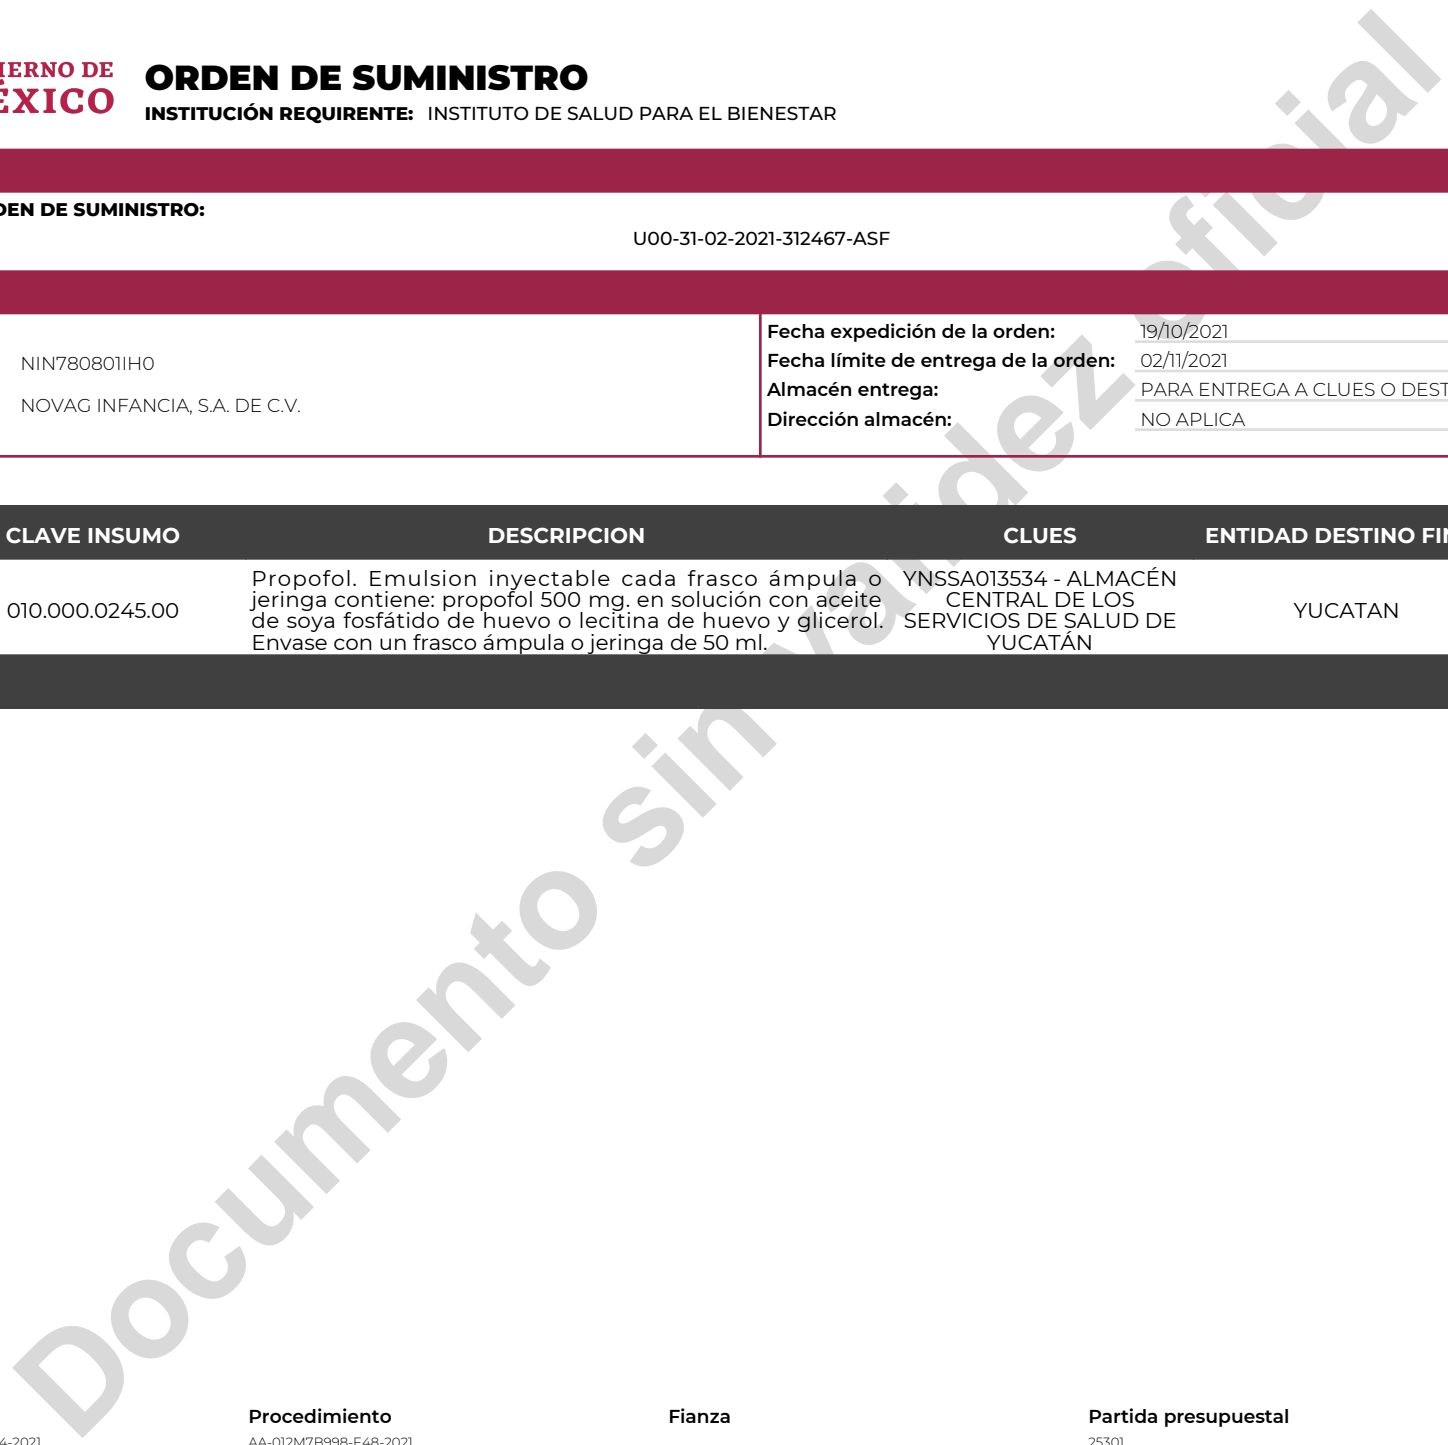 ORDEN DE SUMINISTRO
INSTITUCIÓN REQUIRENTE: INSTITUTO DE SALUD PARA EL BIENESTAR
DE SUMINISTRO:
U00-31-02-2021-312467-ASF
NIN780801IH0
NOVAG INFANCIA, S.A. DE C.V.
Fecha expedición de la orden: 19/10/2021
Fecha límite de entrega de la orden: 02/11/2021
Almacén entrega: PARA ENTREGA A CLUES O
Dirección almacén: NO APLICA
CLAVE INSUMO DESCRIPCION CLUES ENTIDAD DESTINO
010.000.0245.00
Propofol. Emulsion inyectable cada frasco ámpula o
jeringa contiene: propofol 500 mg. en solución con aceite
de soya fosfátido de huevo o lecitina de huevo y glicerol.
Envase con un frasco ámpula o jeringa de 50 ml.
YNSSA013534 - ALMACÉN
CENTRAL DE LOS
SERVICIOS DE SALUD DE
YUCATÁN
YUCATAN
Documento sin validez oficial
Procedimiento Fianza Partida presupuestal
AA-012M7B998-E48-2021 25301